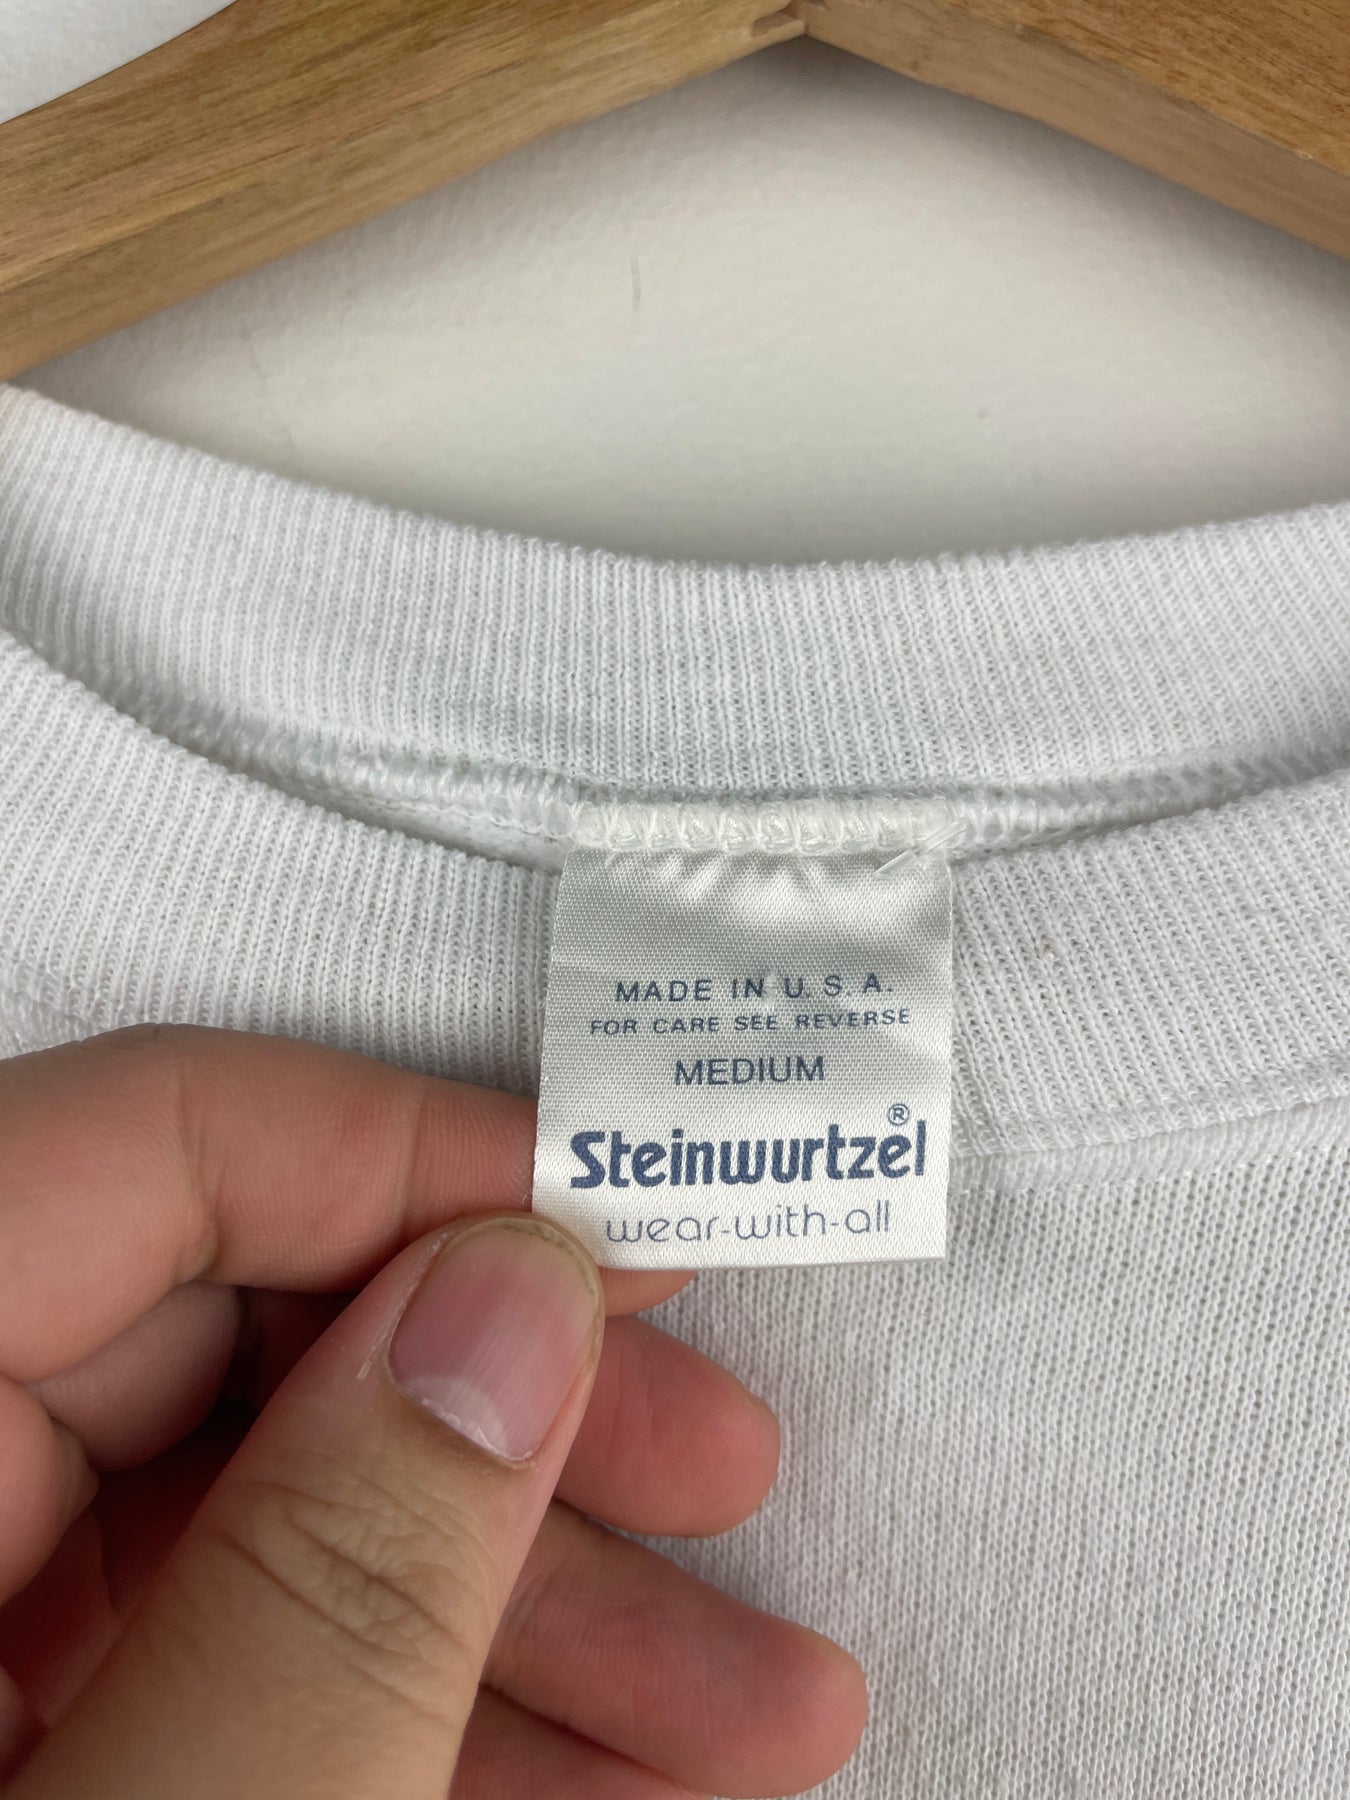 MADE IN U. S. A.
FOR CARE SEE REVERSE
MEDIUM
Steinwurtzel®
wear-with-all